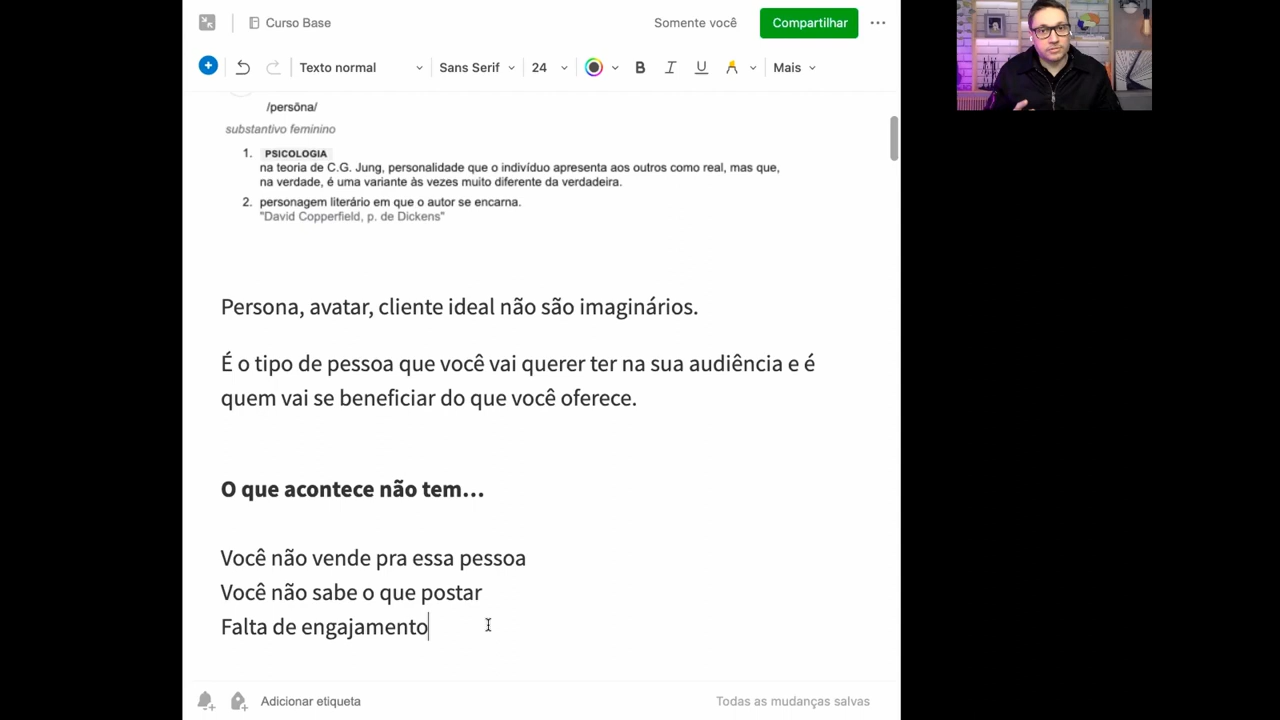 Curso Base
Somente você
Compartilhar
Texto normal
Sans Serif
24
B
I
U
Mais
/persōna/
substantivo feminino
1. PSICOLOGIA
na teoria de C.G. Jung, personalidade que o indivíduo apresenta aos outros como real, mas que,
na verdade, é uma variante às vezes muito diferente da verdadeira.
2. personagem literário em que o autor se encarna.
"David Copperfield, p. de Dickens"
Persona, avatar, cliente ideal não são imaginários.
É o tipo de pessoa que você vai querer ter na sua audiência e é
quem vai se beneficiar do que você oferece.
O que acontece não tem...
Você não vende pra essa pessoa
Você não sabe o que postar
Falta de engajamento
Adicionar etiqueta
Todas as mudanças salvas